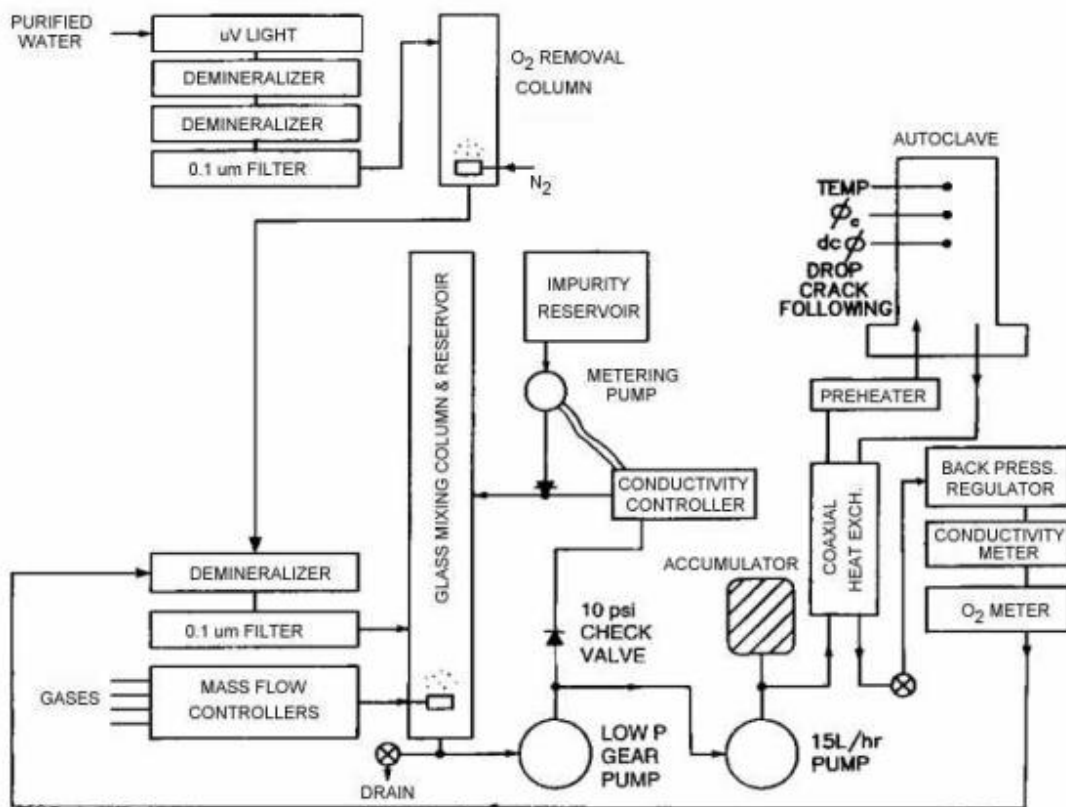 PURIFIED
WATER
uV LIGHT
DEMINERALIZER
DEMINERALIZER
0.1 um FILTER
O2 REMOVAL
COLUMN
N2
AUTOCLAVE
TEMP
ϕc
dc ϕ
DROP
CRACK
FOLLOWING
IMPURITY
RESERVOIR
METERING
PUMP
GLASS MIXING COLUMN & RESERVOIR
CONDUCTIVITY
CONTROLLER
PREHEATER
COAXIAL
HEAT EXCH.
BACK PRESS.
REGULATOR
CONDUCTIVITY
METER
O2 METER
ACCUMULATOR
DEMINERALIZER
0.1 um FILTER
10 psi
CHECK
VALVE
GASES
MASS FLOW
CONTROLLERS
LOW P
GEAR
PUMP
15L/hr
PUMP
DRAIN